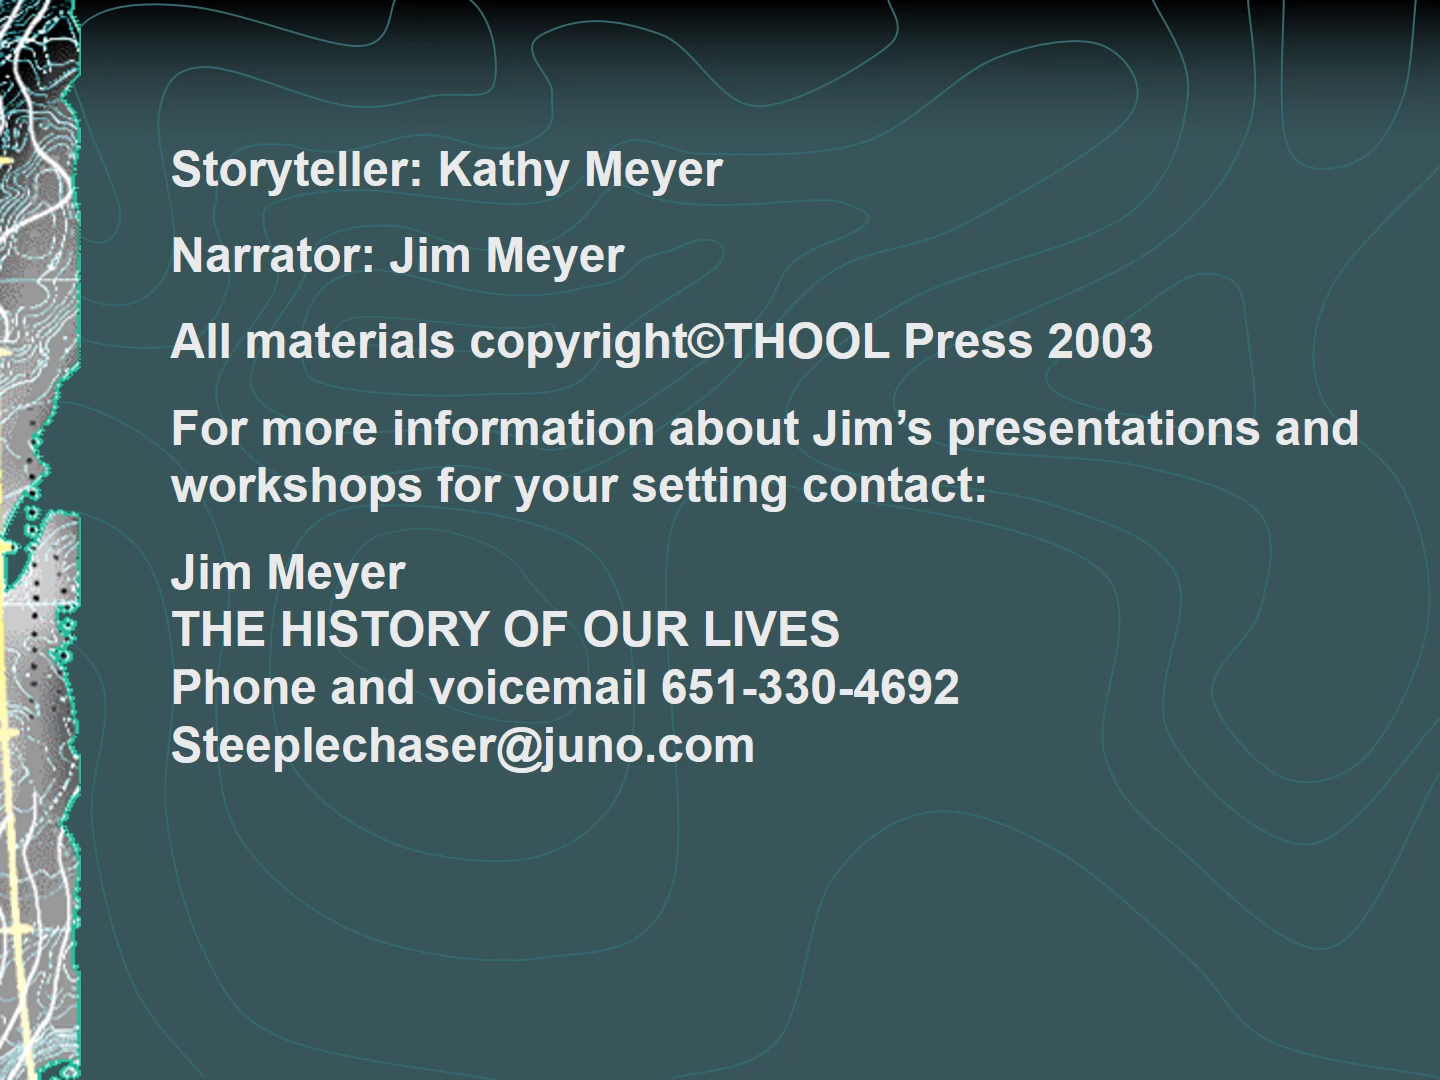 Storyteller: Kathy Meyer
Narrator: Jim Meyer
All materials copyright©THOOL Press 2003
For more information about Jim’s presentations and
workshops for your setting contact:
Jim Meyer
THE HISTORY OF OUR LIVES
Phone and voicemail 651-330-4692
Steeplechaser@juno.com